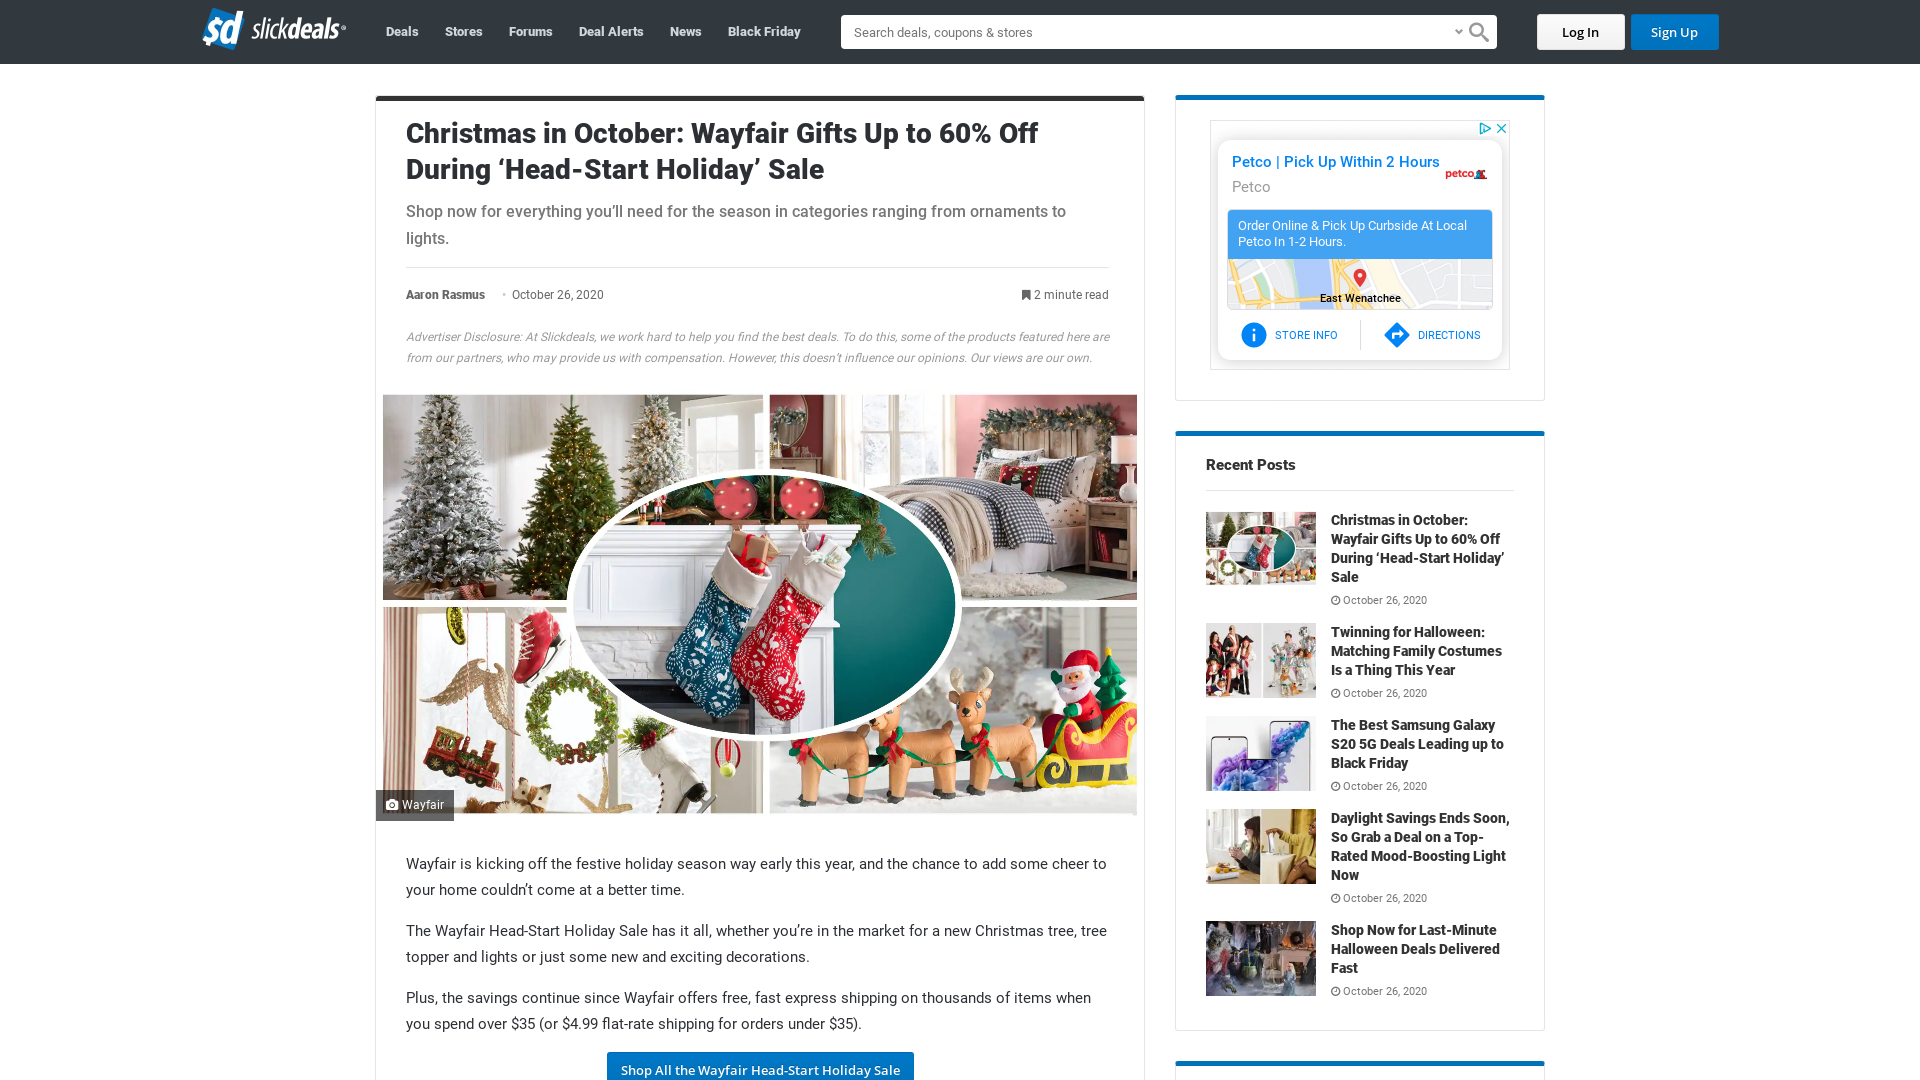 $d slickdeals®
Deals
Stores
Forums
Deal Alerts
News
Black Friday
Search deals, coupons & stores
Log In
Sign Up
Christmas in October: Wayfair Gifts Up to 60% Off
During ‘Head-Start Holiday’ Sale
Shop now for everything you’ll need for the season in categories ranging from ornaments to
lights.
Aaron Rasmus • October 26, 2020
2 minute read
Advertiser Disclosure: At Slickdeals, we work hard to help you find the best deals. To do this, some of the products featured here are
from our partners, who may provide us with compensation. However, this doesn’t influence our opinions. Our views are our own.
Wayfair
Wayfair is kicking off the festive holiday season way early this year, and the chance to add some cheer to
your home couldn’t come at a better time.
The Wayfair Head-Start Holiday Sale has it all, whether you’re in the market for a new Christmas tree, tree
topper and lights or just some new and exciting decorations.
Plus, the savings continue since Wayfair offers free, fast express shipping on thousands of items when
you spend over $35 (or $4.99 flat-rate shipping for orders under $35).
Shop All the Wayfair Head-Start Holiday Sale
Petco | Pick Up Within 2 Hours
Petco
petco
Order Online & Pick Up Curbside At Local
Petco In 1-2 Hours.
East Wenatchee
STORE INFO
DIRECTIONS
Recent Posts
Christmas in October:
Wayfair Gifts Up to 60% Off
During ‘Head-Start Holiday’
Sale
October 26, 2020
Twinning for Halloween:
Matching Family Costumes
Is a Thing This Year
October 26, 2020
The Best Samsung Galaxy
S20 5G Deals Leading up to
Black Friday
October 26, 2020
Daylight Savings Ends Soon,
So Grab a Deal on a Top-
Rated Mood-Boosting Light
Now
October 26, 2020
Shop Now for Last-Minute
Halloween Deals Delivered
Fast
October 26, 2020